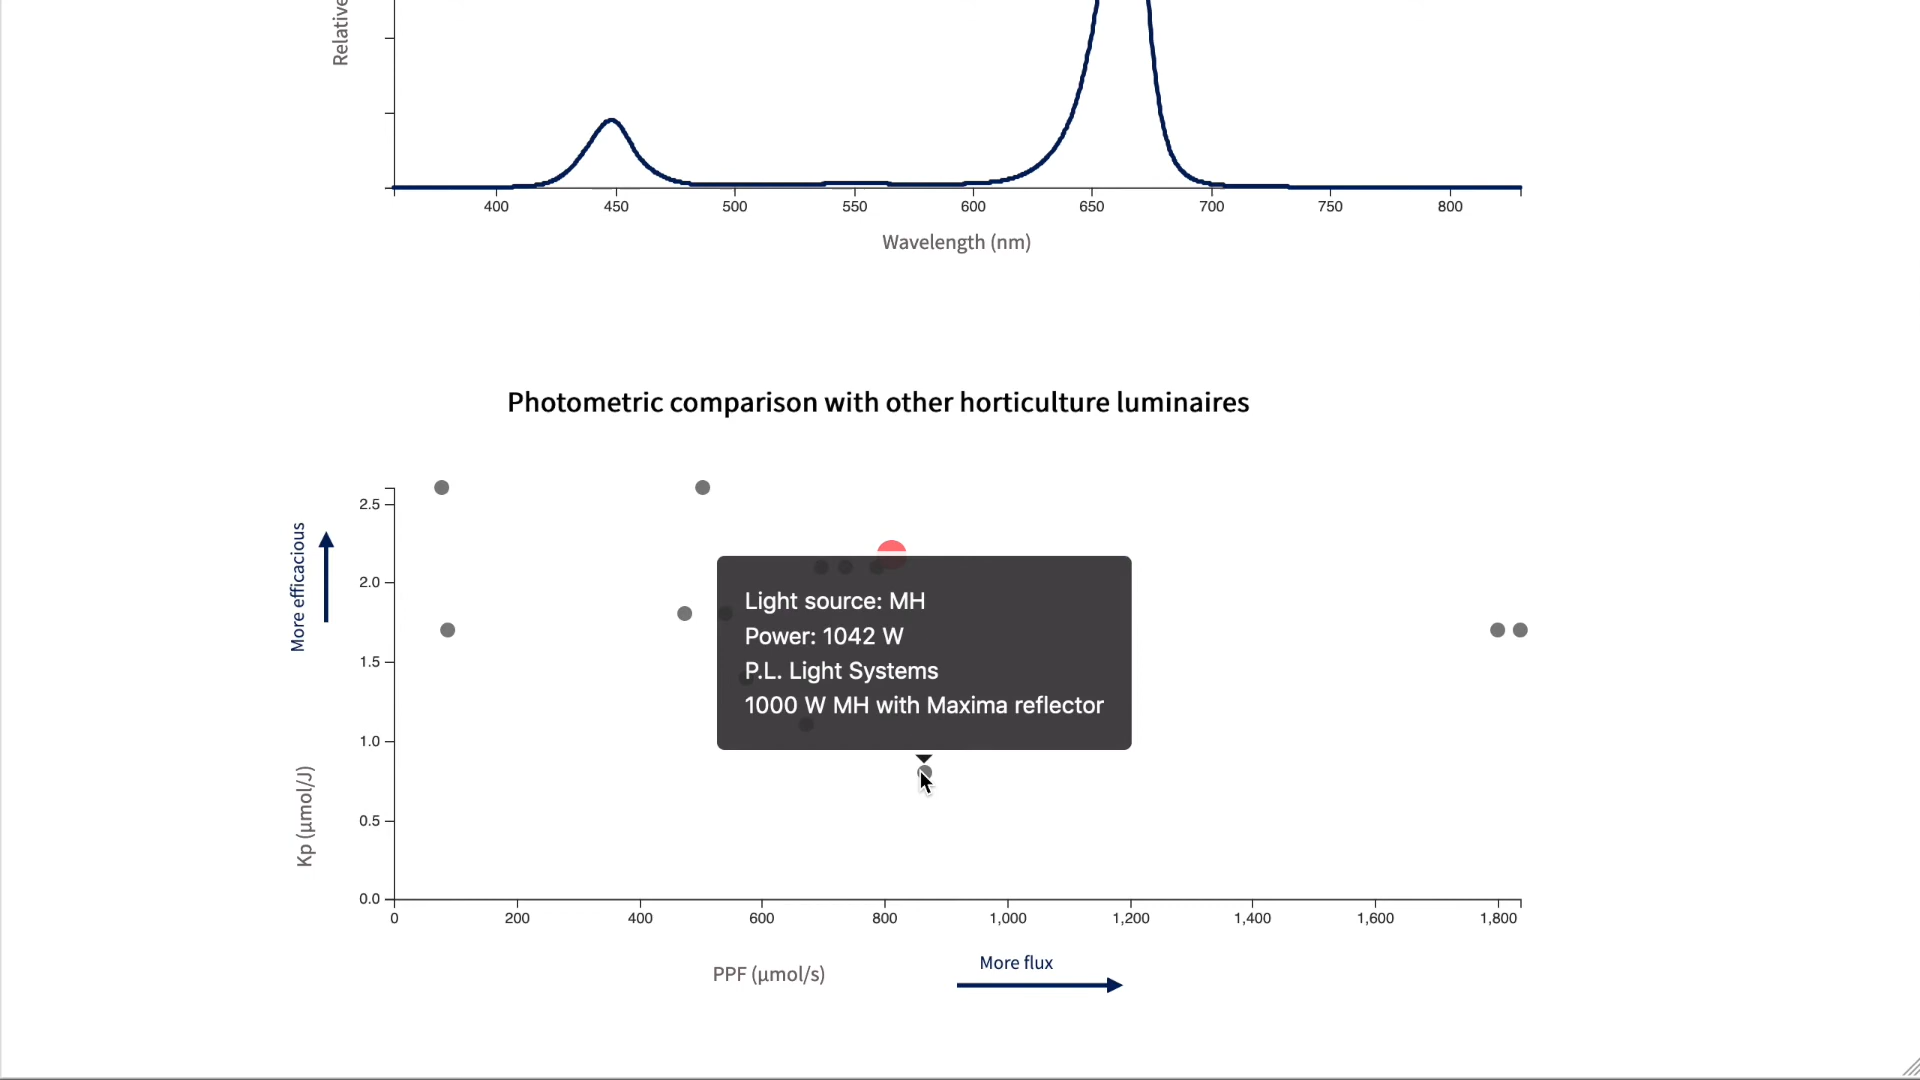 Relative
400 450 500 550 600 650 700 750 800
Wavelength (nm)
Photometric comparison with other horticulture luminaires
More efficacious
Kp (μmol/J)
2.5
2.0
1.5
1.0
0.5
0.0
Light source: MH
Power: 1042 W
P.L. Light Systems
1000 W MH with Maxima reflector
0 200 400 600 800 1,000 1,200 1,400 1,600 1,800
PPF (μmol/s)
More flux